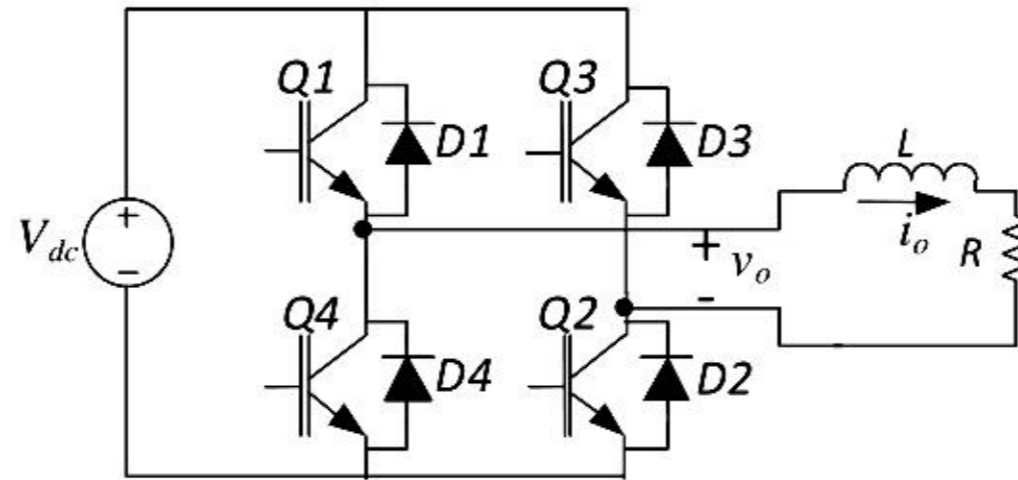 Q1
Q3
D1
D3
L
+
V_dc
−
+
v_o
-
i_o
R
Q4
Q2
D4
D2